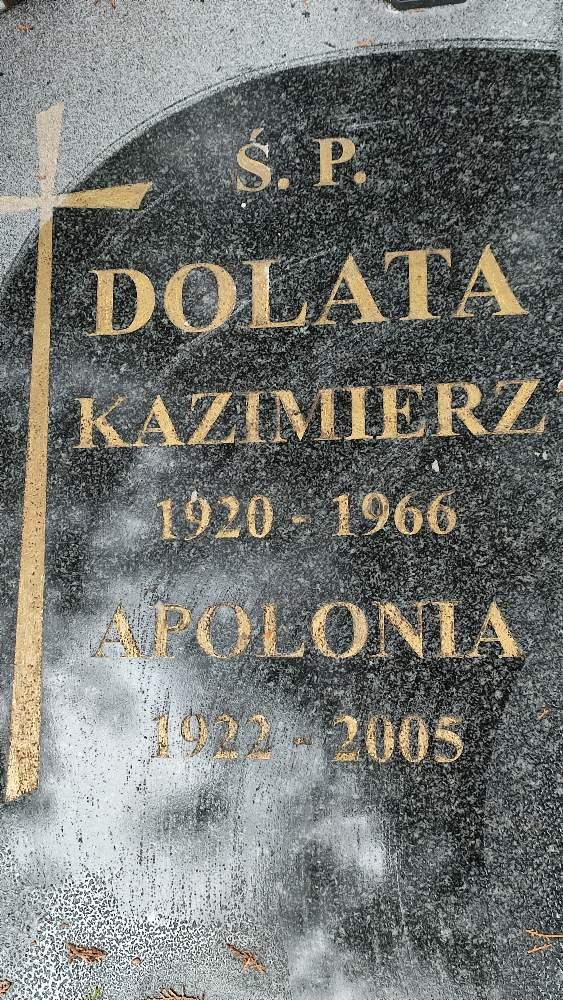 Ś. P.
DOLATA
KAZIMIERZ
1920 - 1966
APOLONIA
1922 - 2005